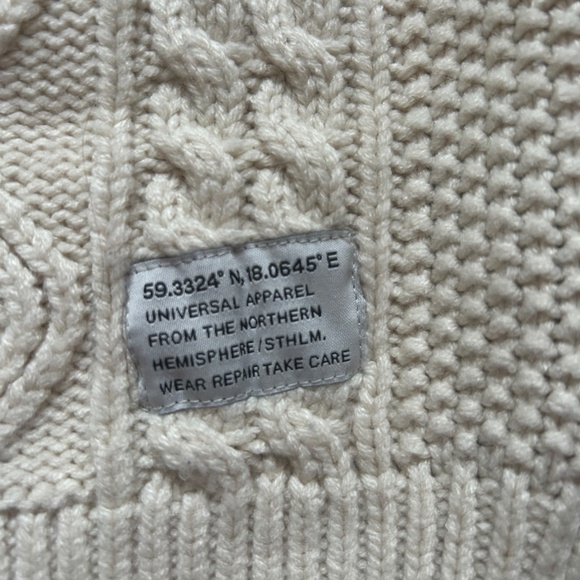 59.3324° N, 18.0645° E
UNIVERSAL APPAREL
FROM THE NORTHERN
HEMISPHERE/STHLM.
WEAR REPAIR TAKE CARE